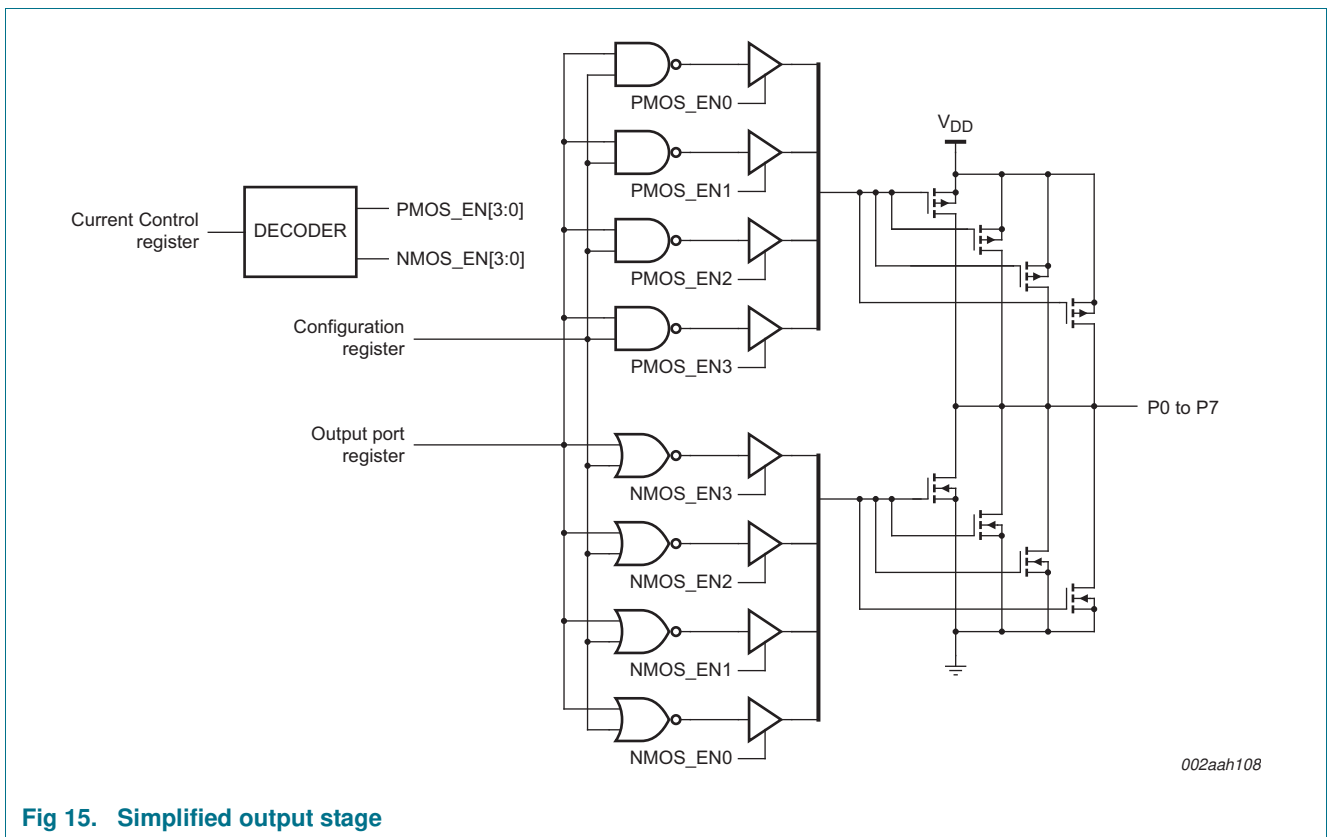 PMOS_EN0
V_DD
PMOS_EN1
Current Control
register
DECODER
PMOS_EN[3:0]
NMOS_EN[3:0]
PMOS_EN2
Configuration
register
PMOS_EN3
P0 to P7
Output port
register
NMOS_EN3
NMOS_EN2
NMOS_EN1
NMOS_EN0
002aah108
Fig 15. Simplified output stage